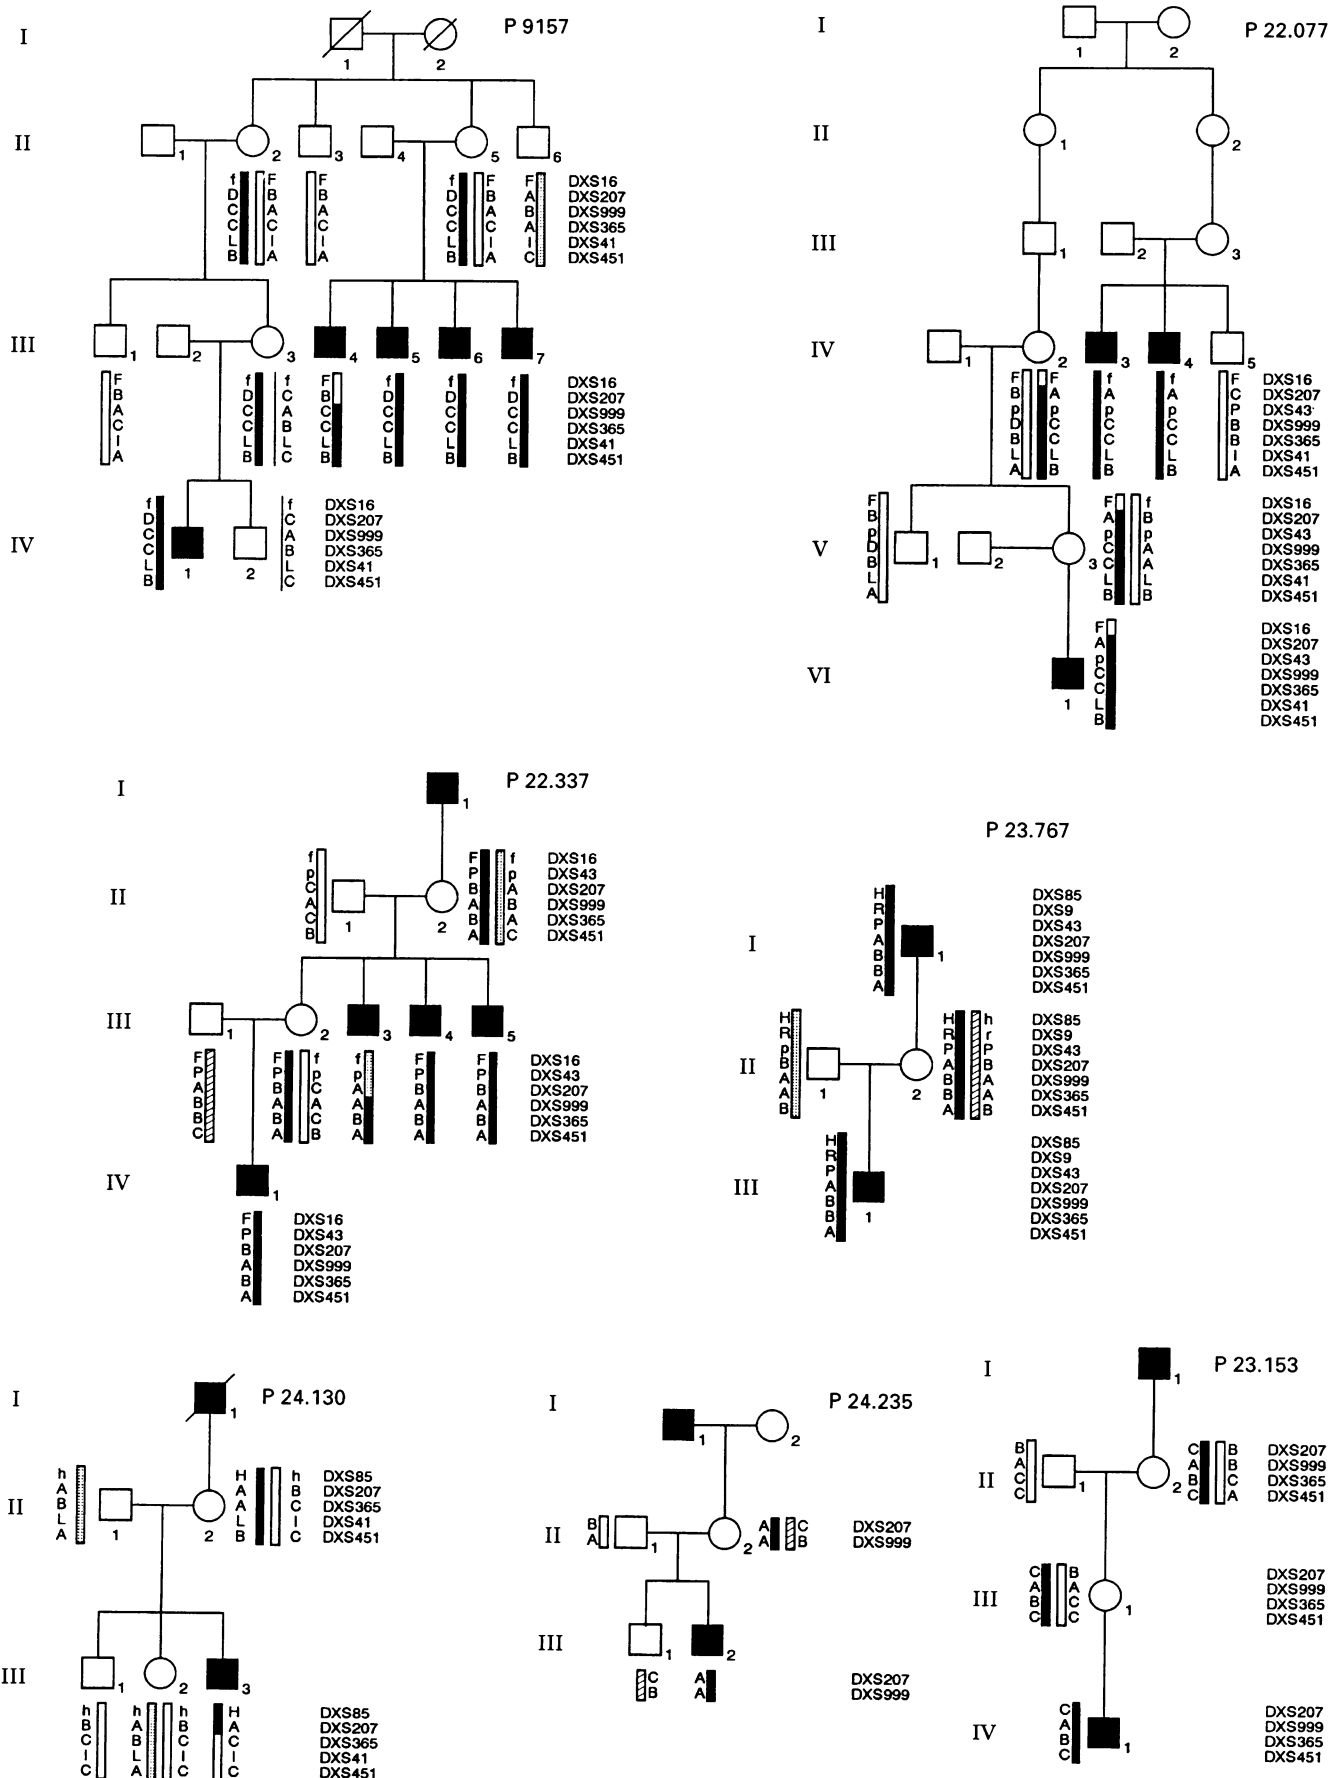 P 9157
I
1 2
II
1 2 3 4 5 6
f F F f F F DXS16
D B B D B A DXS207
C A A C A B DXS999
C C C C C A DXS365
L I I L I I DXS41
B A A B A C DXS451
III
1 2 3 4 5 6 7
F f f F f f f DXS16
B D C B D D D DXS207
A C A C C C C DXS999
C C B C C C C DXS365
I L L L L L L DXS41
A B C B B B B DXS451
IV
1 2
f f DXS16
D C DXS207
C A DXS999
C B DXS365
L L DXS41
B C DXS451
P 22.077
I
1 2
II
1 2
III
1 2 3
IV
1 2 3 4 5
F F f f F DXS16
B A A A C DXS207
p p p p P DXS43
D C C C B DXS999
B C C C B DXS365
L L L L I DXS41
A B B B A DXS451
V
1 2 3
F F f DXS16
B A B DXS207
p p p DXS43
D C A DXS999
B C A DXS365
L L L DXS41
A B B DXS451
VI
1
F DXS16
A DXS207
p DXS43
C DXS999
C DXS365
L DXS41
B DXS451
P 22.337
I
1
II
1 2
f F f DXS16
p P p DXS43
C B A DXS207
A A B DXS999
C B A DXS365
B A C DXS451
III
1 2 3 4 5
F F f f F F DXS16
P P p p P P DXS43
A B C A B B DXS207
B A A A A A DXS999
B B C B B B DXS365
C A B A A A DXS451
IV
1
F DXS16
P DXS43
B DXS207
A DXS999
B DXS365
A DXS451
P 23.767
I
1
H DXS85
R DXS9
P DXS43
A DXS207
B DXS999
B DXS365
A DXS451
II
1 2
H H h DXS85
R R r DXS9
p P P DXS43
B A B DXS207
A B A DXS999
A B A DXS365
B A B DXS451
III
1
H DXS85
R DXS9
P DXS43
A DXS207
B DXS999
B DXS365
A DXS451
P 24.130
I
1
II
1 2
h H h DXS85
A A B DXS207
B A C DXS365
L L I DXS41
A B C DXS451
III
1 2 3
h h h H DXS85
B A B A DXS207
C B C C DXS365
I L I I DXS41
C A C C DXS451
P 24.235
I
1 2
II
1 2
B A C DXS207
A A B DXS999
III
1 2
C A DXS207
B A DXS999
P 23.153
I
1
II
1 2
B C B DXS207
A A B DXS999
C B C DXS365
C C A DXS451
III
1
C B DXS207
A A DXS999
B C DXS365
C C DXS451
IV
1
C DXS207
A DXS999
B DXS365
C DXS451